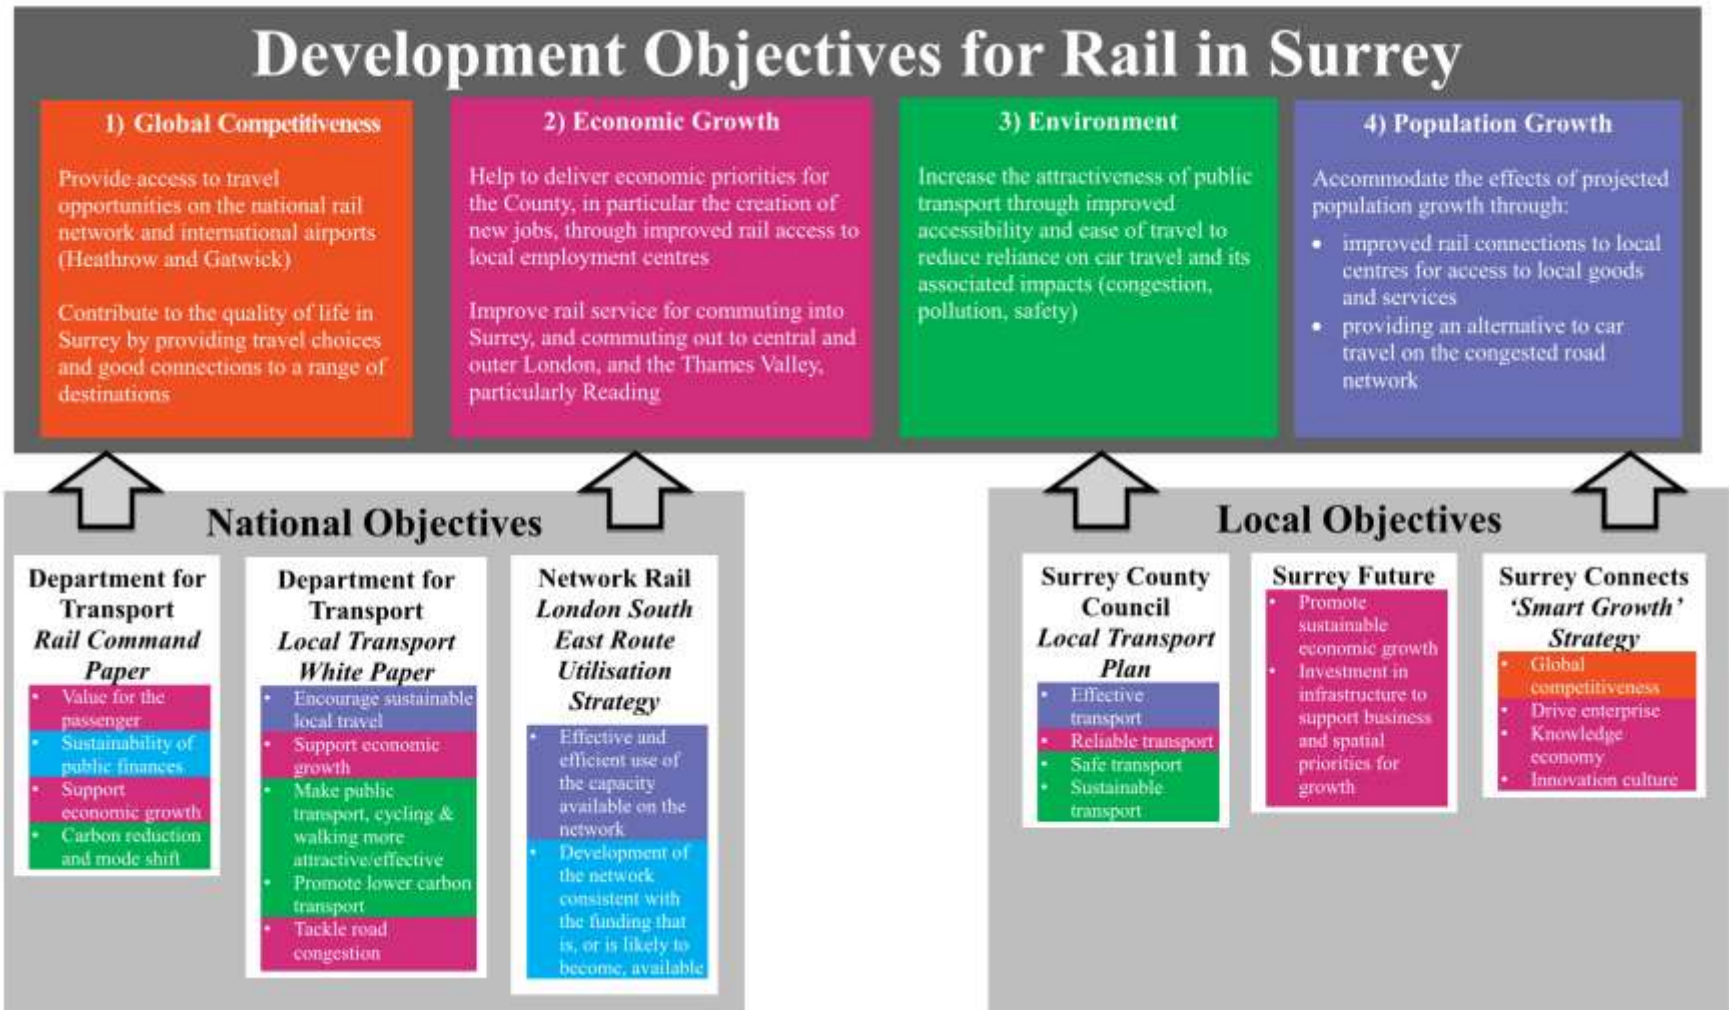 Development Objectives for Rail in Surrey
1) Global Competitiveness
Provide access to travel
opportunities on the national rail
network and international airports
(Heathrow and Gatwick)
Contribute to the quality of life in
Surrey by providing travel choices
and good connections to a range of
destinations
2) Economic Growth
Help to deliver economic priorities for
the County, in particular the creation of
new jobs, through improved rail access to
local employment centres
Improve rail service for commuting into
Surrey, and commuting out to central and
outer London, and the Thames Valley,
particularly Reading
3) Environment
Increase the attractiveness of public
transport through improved
accessibility and ease of travel to
reduce reliance on car travel and its
associated impacts (congestion,
pollution, safety)
4) Population Growth
Accommodate the effects of projected
population growth through:
• improved rail connections to local
centres for access to local goods
and services
• providing an alternative to car
travel on the congested road
network
National Objectives
Department for
Transport
Rail Command
Paper
• Value for the
passenger
• Sustainability of
public finances
• Support
economic growth
• Carbon reduction
and mode shift
Department for
Transport
Local Transport
White Paper
• Encourage sustainable
local travel
• Support economic
growth
• Make public
transport, cycling &
walking more
attractive/effective
• Promote lower carbon
transport
• Tackle road
congestion
Network Rail
London South
East Route
Utilisation
Strategy
• Effective and
efficient use of
the capacity
available on the
network
• Development of
the network
consistent with
the funding that
is, or is likely to
become, available
Local Objectives
Surrey County
Council
Local Transport
Plan
• Effective
transport
• Reliable transport
• Safe transport
• Sustainable
transport
Surrey Future
• Promote
sustainable
economic growth
• Investment in
infrastructure to
support business
and spatial
priorities for
growth
Surrey Connects
‘Smart Growth’
Strategy
• Global
competitiveness
• Drive enterprise
• Knowledge
economy
• Innovation culture